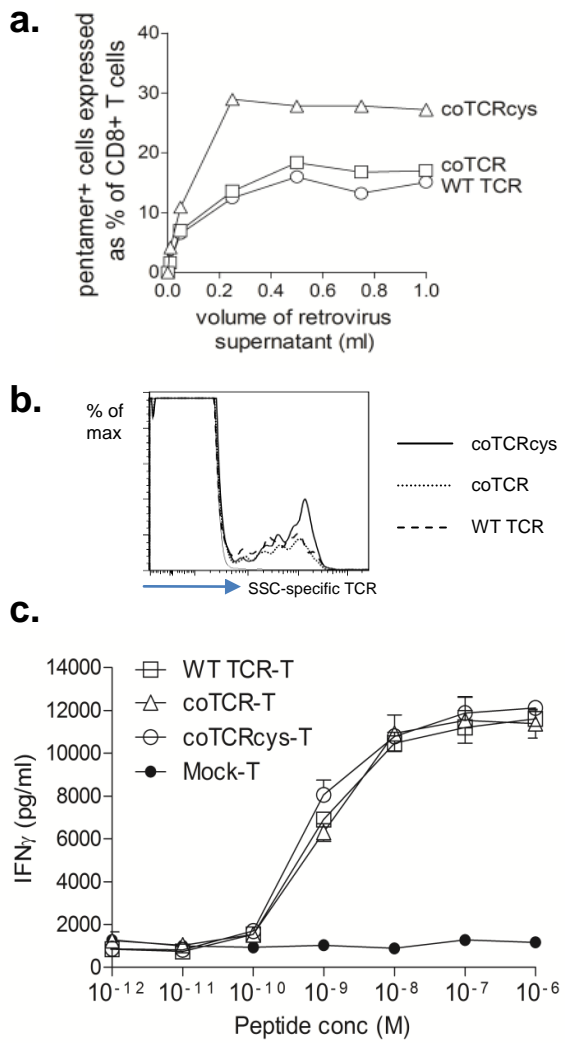 a.
pentamer+ cells expressed
as % of CD8+ T cells
40
30
20
10
0
coTCRcys
coTCR
WT TCR
0.0 0.2 0.4 0.6 0.8 1.0
volume of retrovirus
supernatant (ml)
b.
% of
max
coTCRcys
coTCR
WT TCR
SSC-specific TCR
c.
IFNγ (pg/ml)
14000
12000
10000
8000
6000
4000
2000
0
WT TCR-T
coTCR-T
coTCRcys-T
Mock-T
10⁻¹² 10⁻¹¹ 10⁻¹⁰ 10⁻⁹ 10⁻⁸ 10⁻⁷ 10⁻⁶
Peptide conc (M)